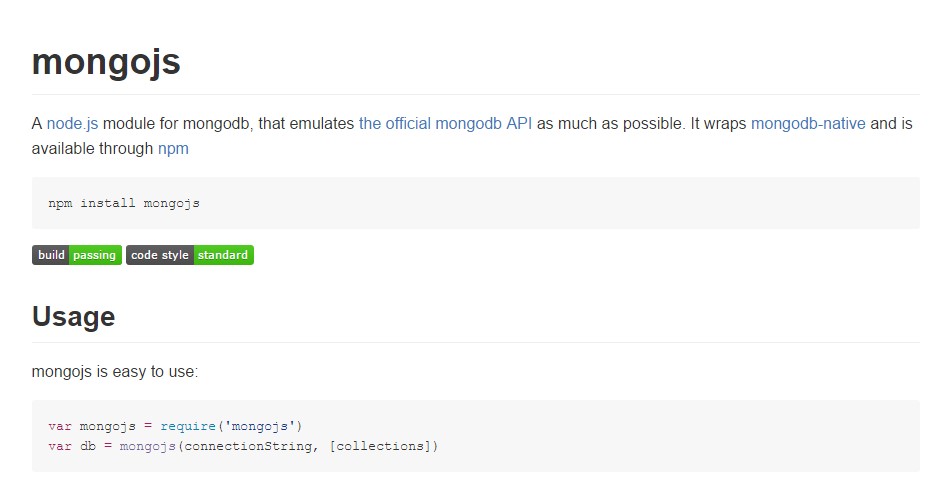 mongojs
A node.js module for mongodb, that emulates the official mongodb API as much as possible. It wraps mongodb-native and is
available through npm
npm install mongojs
build passing code style standard
Usage
mongojs is easy to use:
var mongojs = require('mongojs')
var db = mongojs(connectionString, [collections])